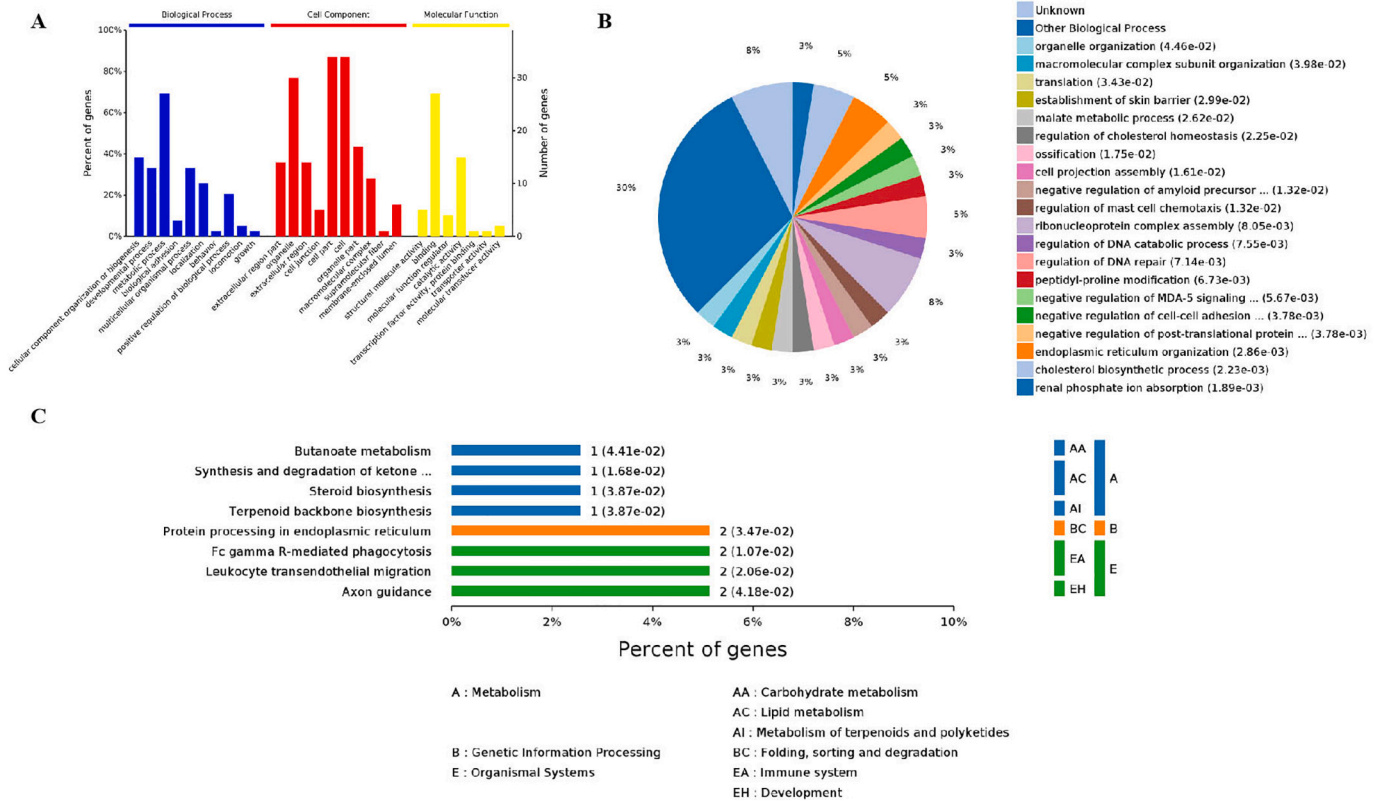 A
Biological Process
Cell Component
Molecular Function
100%
80%
60%
40%
20%
0%
Percent of genes
30
20
10
0
Number of genes
cellular component organization or biogenesis
developmental process
metabolic process
biological adhesion
multicellular organismal process
localization
behavior
positive regulation of biological process
locomotion
growth
extracellular region part
organelle
extracellular region
cell junction
cell part
cell
organelle part
macromolecular complex
supramolecular fiber
membrane-enclosed lumen
structural molecule activity
binding
molecular function regulator
catalytic activity
transcription factor activity, protein binding
transporter activity
molecular transducer activity
B
8%
3%
5%
5%
3%
3%
3%
3%
5%
3%
8%
3%
3%
3%
3%
3%
3%
3%
3%
3%
3%
30%
Unknown
Other Biological Process
organelle organization (4.46e-02)
macromolecular complex subunit organization (3.98e-02)
translation (3.43e-02)
establishment of skin barrier (2.99e-02)
malate metabolic process (2.62e-02)
regulation of cholesterol homeostasis (2.25e-02)
ossification (1.75e-02)
cell projection assembly (1.61e-02)
negative regulation of amyloid precursor ... (1.32e-02)
regulation of mast cell chemotaxis (1.32e-02)
ribonucleoprotein complex assembly (8.05e-03)
regulation of DNA catabolic process (7.55e-03)
regulation of DNA repair (7.14e-03)
peptidyl-proline modification (6.73e-03)
negative regulation of MDA-5 signaling ... (5.67e-03)
negative regulation of cell-cell adhesion ... (3.78e-03)
negative regulation of post-translational protein ... (3.78e-03)
endoplasmic reticulum organization (2.86e-03)
cholesterol biosynthetic process (2.23e-03)
renal phosphate ion absorption (1.89e-03)
C
Butanoate metabolism 1 (4.41e-02)
Synthesis and degradation of ketone ... 1 (1.68e-02)
Steroid biosynthesis 1 (3.87e-02)
Terpenoid backbone biosynthesis 1 (3.87e-02)
Protein processing in endoplasmic reticulum 2 (3.47e-02)
Fc gamma R-mediated phagocytosis 2 (1.07e-02)
Leukocyte transendothelial migration 2 (2.06e-02)
Axon guidance 2 (4.18e-02)
0% 2% 4% 6% 8% 10%
Percent of genes
AA
AC
A
AI
BC B
EA
E
EH
A : Metabolism AA : Carbohydrate metabolism
AC : Lipid metabolism
AI : Metabolism of terpenoids and polyketides
B : Genetic Information Processing BC : Folding, sorting and degradation
E : Organismal Systems EA : Immune system
EH : Development